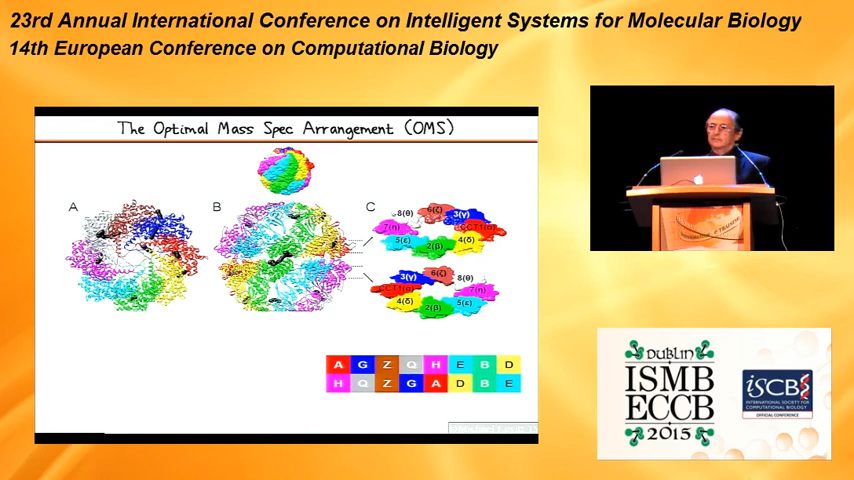 23rd Annual International Conference on Intelligent Systems for Molecular Biology
14th European Conference on Computational Biology
The Optimal Mass Spec Arrangement (OMS)
A
B
C
8(θ)
6(ζ)
3(γ)
7(η)
CCT1(α)
5(ε)
2(β)
4(δ)
3(γ)
6(ζ)
8(θ)
CCT1(α)
7(η)
4(δ)
2(β)
5(ε)
A G Z Q H E B D
H Q Z G A D B E
DUBLIN
ISMB
ECCB
2015
ISCB
INTERNATIONAL SOCIETY FOR
COMPUTATIONAL BIOLOGY
OFFICIAL CONFERENCE